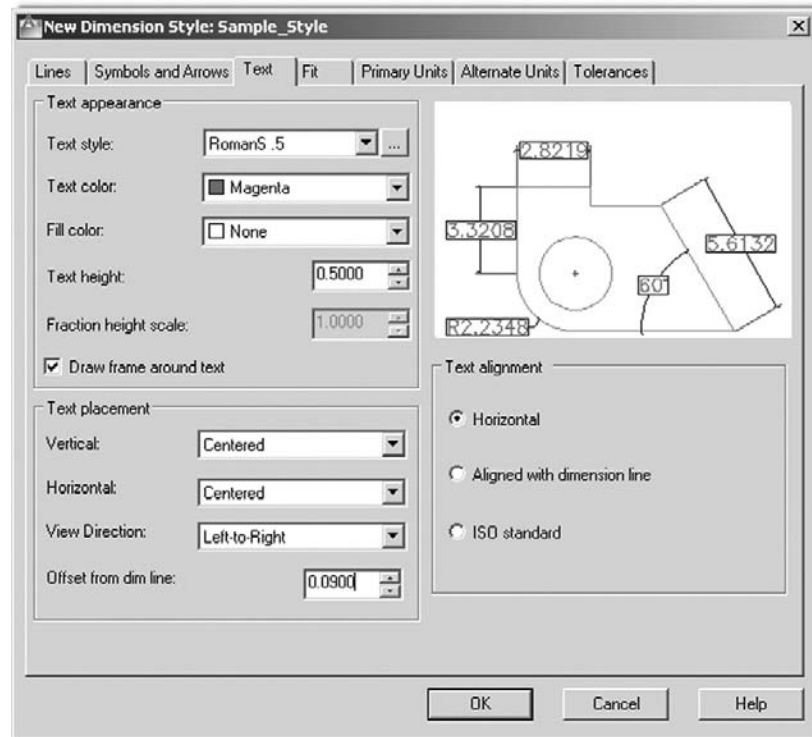 New Dimension Style: Sample_Style
Lines Symbols and Arrows Text Fit Primary Units Alternate Units Tolerances
Text appearance
Text style: RomanS .5 ...
Text color: Magenta
Fill color: None
Text height: 0.5000
Fraction height scale: 1.0000
Draw frame around text
Text placement
Vertical: Centered
Horizontal: Centered
View Direction: Left-to-Right
Offset from dim line: 0.0900
2.8219
3.3208
5.6132
60°
R2.2348
Text alignment
Horizontal
Aligned with dimension line
ISO standard
OK Cancel Help